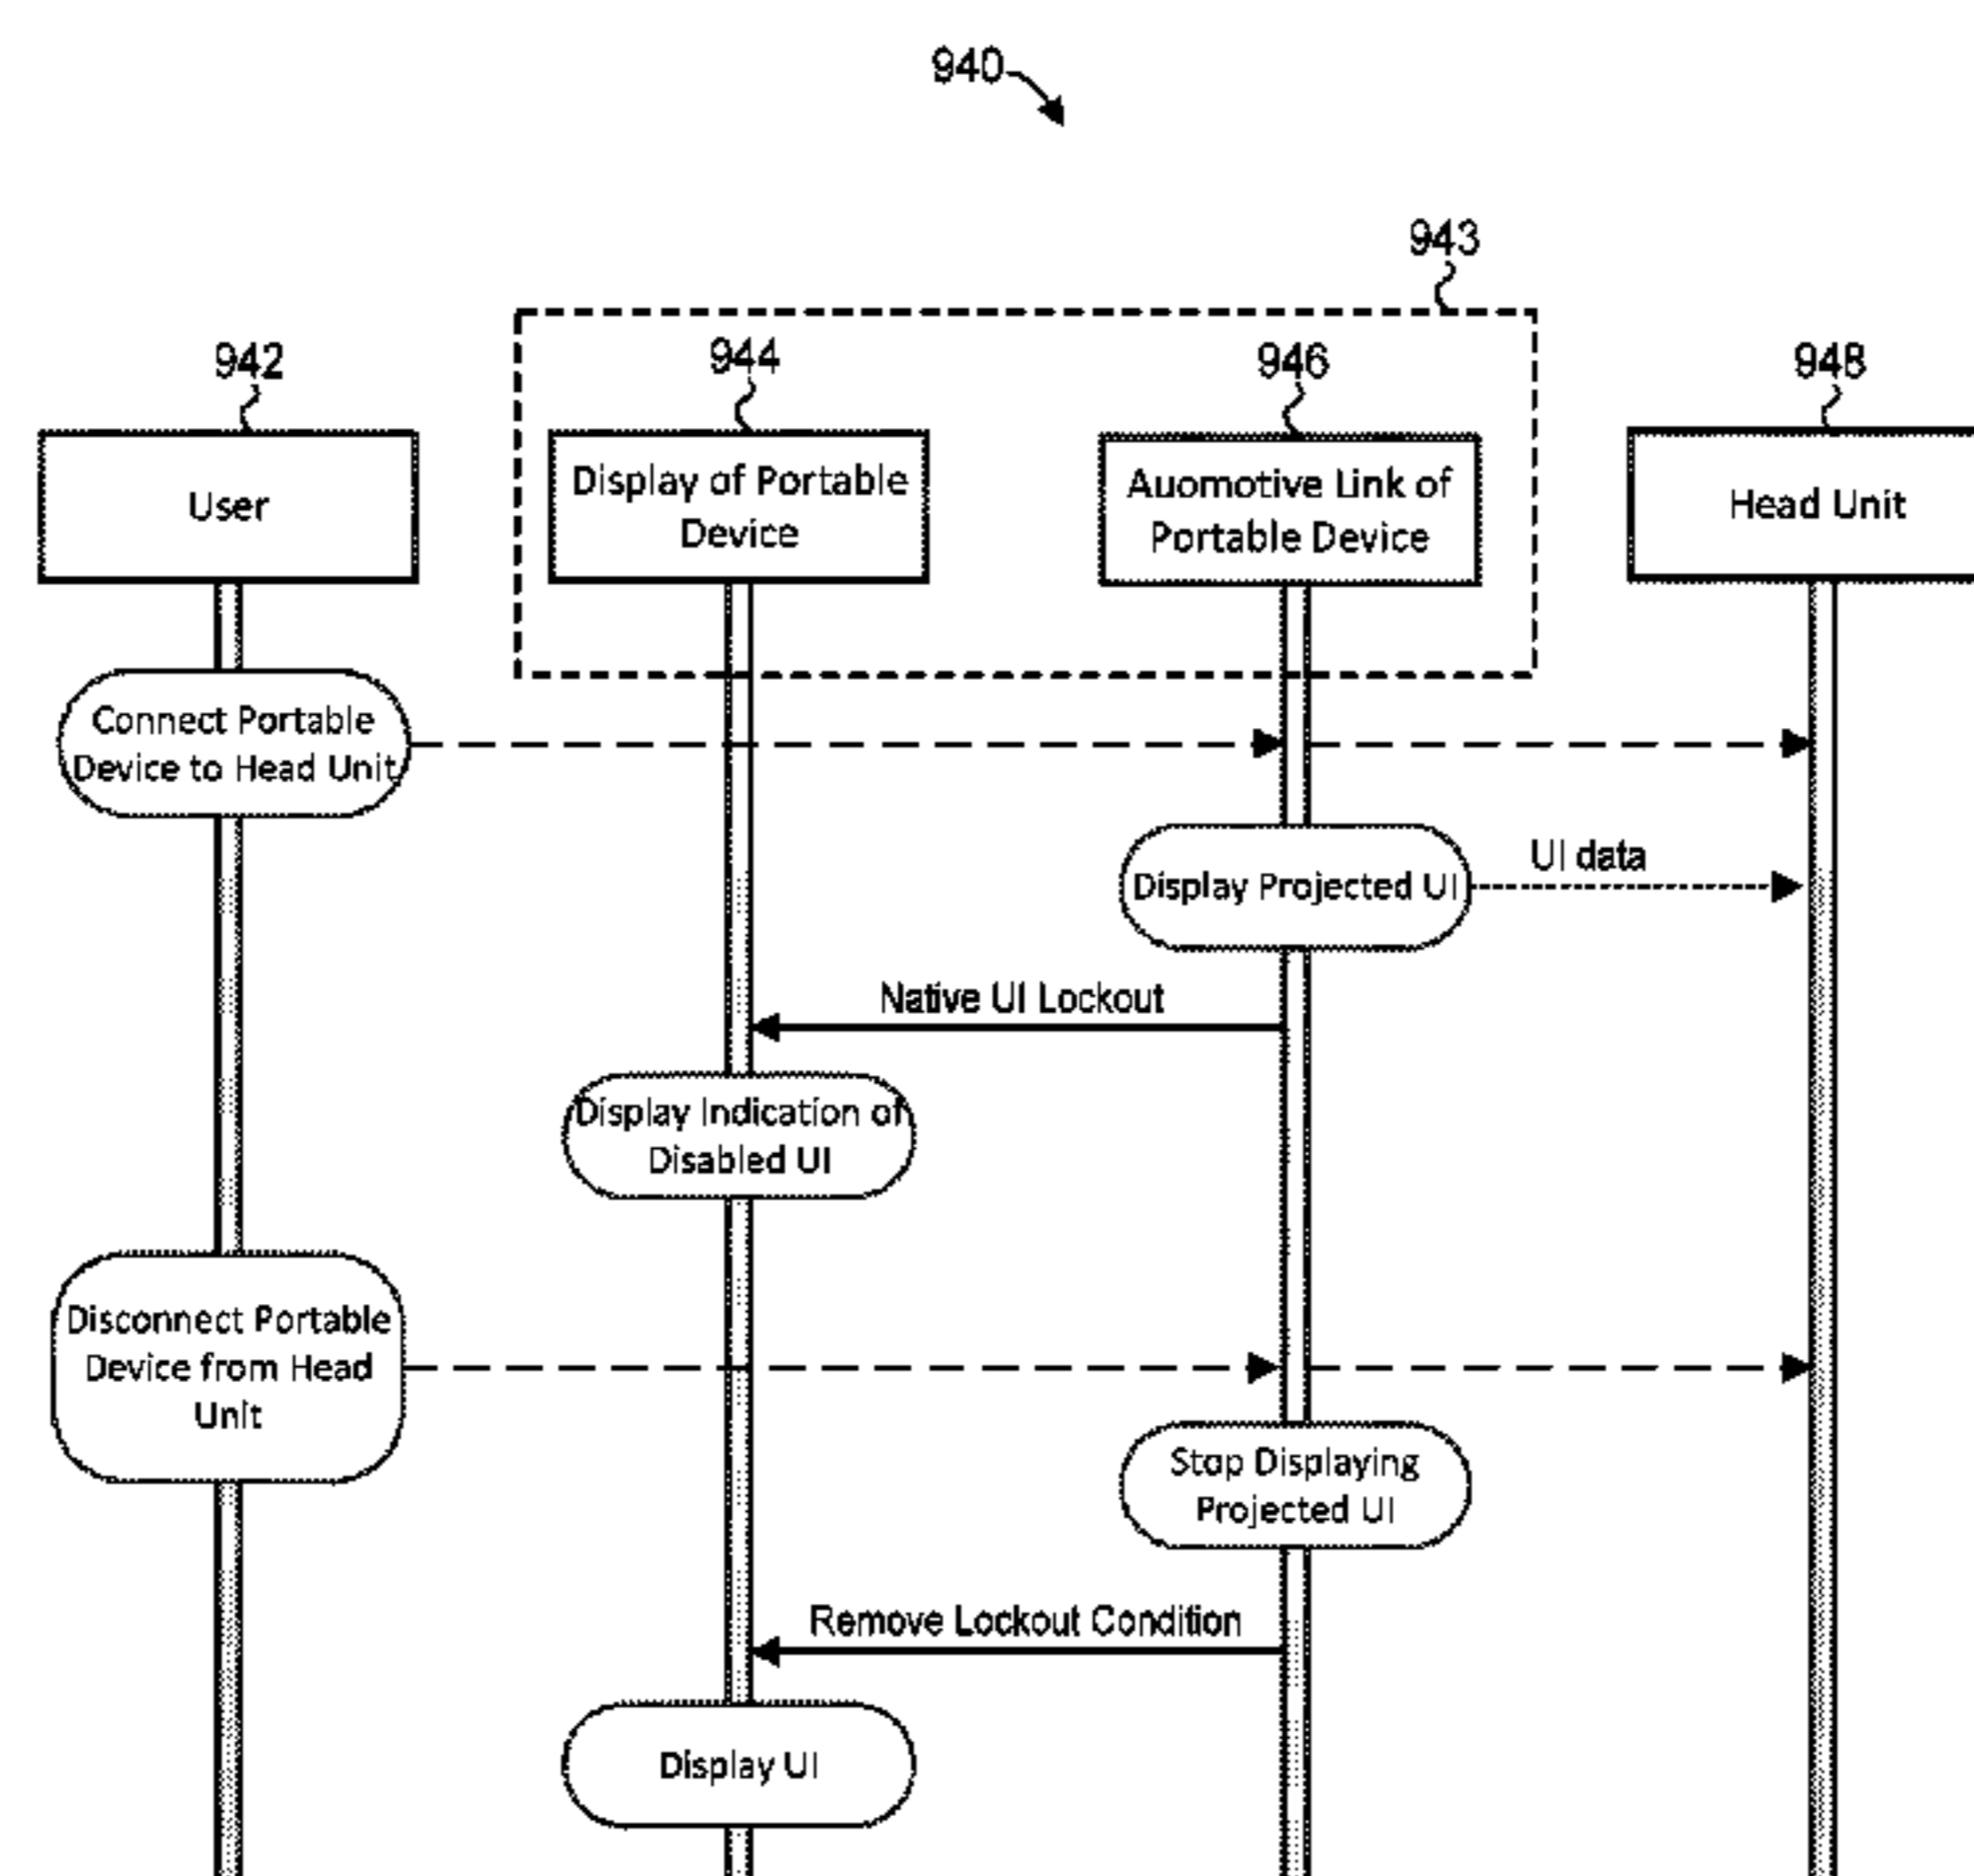 940
943
942
944
946
948
User
Display of Portable
Device
Auomotive Link of
Portable Device
Head Unit
Connect Portable
Device to Head Unit
Display Projected UI
UI data
Native UI Lockout
Display Indication of
Disabled UI
Disconnect Portable
Device from Head
Unit
Stop Displaying
Projected UI
Remove Lockout Condition
Display UI